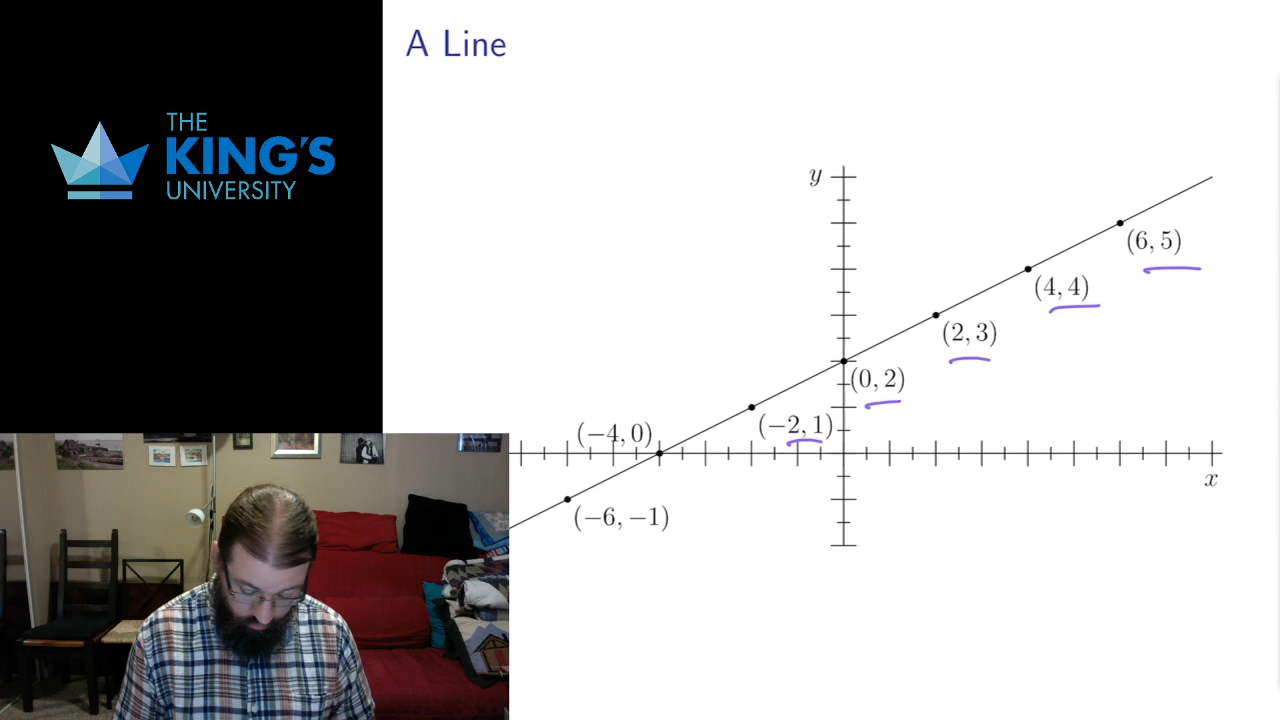 THE
KING'S
UNIVERSITY
A Line
y
(6, 5)
(4, 4)
(2, 3)
(0, 2)
(−2, 1)
(−4, 0)
x
(−6, −1)